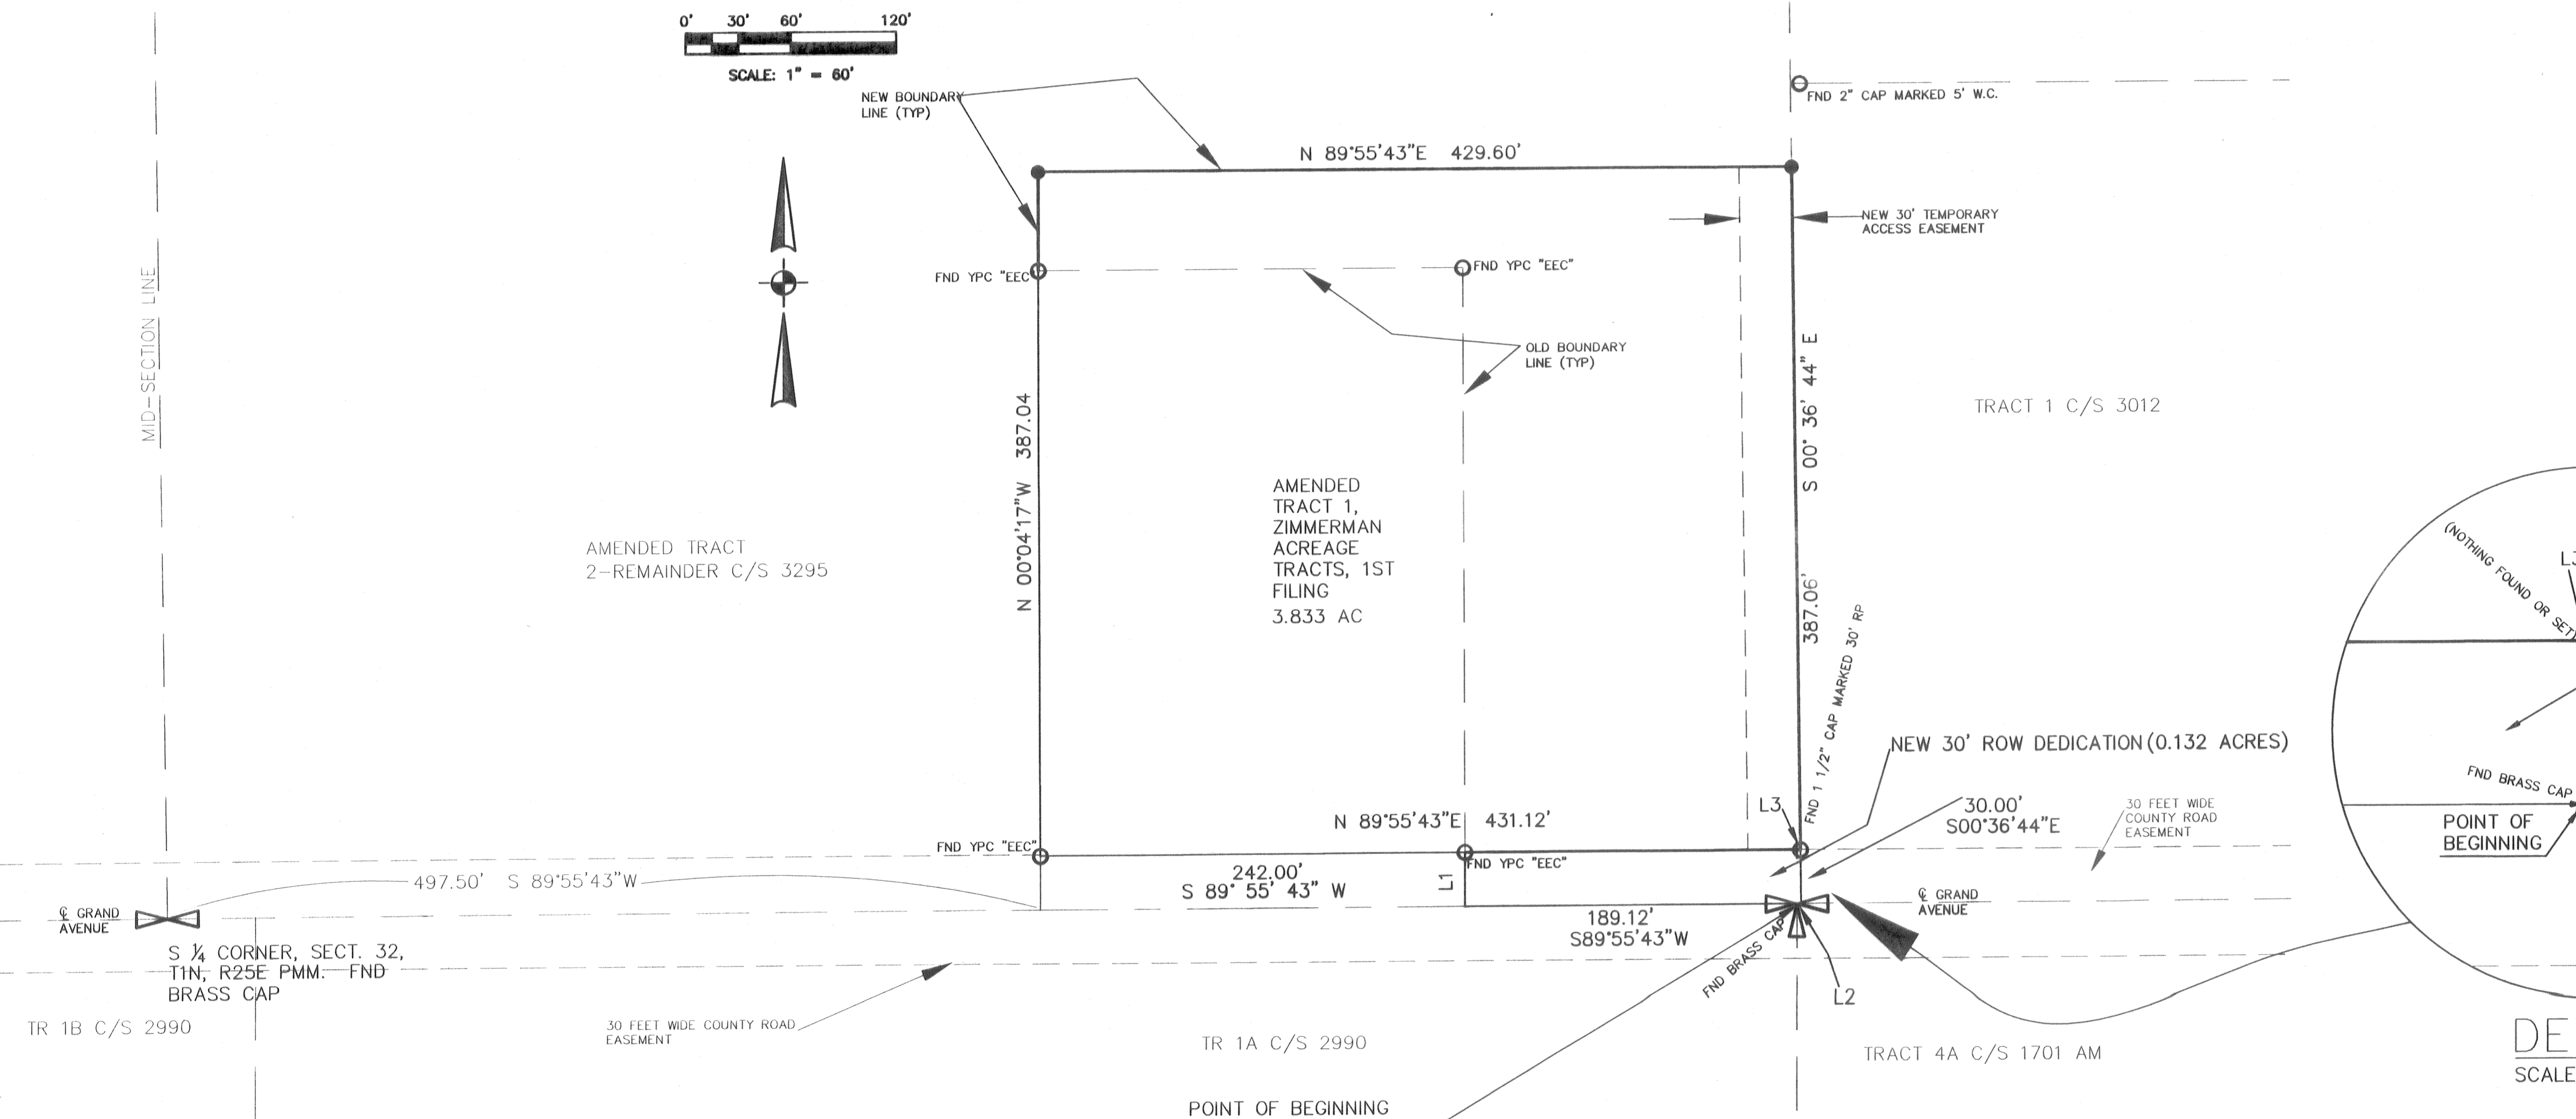 0' 30' 60' 120'
SCALE: 1" = 60'
NEW BOUNDARY
LINE (TYP)
FND 2" CAP MARKED 5' W.C.
N 89°55'43"E 429.60'
NEW 30' TEMPORARY
ACCESS EASEMENT
FND YPC "EEC"
FND YPC "EEC"
MID-SECTION LINE
OLD BOUNDARY
LINE (TYP)
N 00°04'17"W 387.04
S 00° 36' 44" E
387.06'
TRACT 1 C/S 3012
AMENDED
TRACT 1,
ZIMMERMAN
ACREAGE
TRACTS, 1ST
FILING
3.833 AC
AMENDED TRACT
2-REMAINDER C/S 3295
FND 1 1/2" CAP MARKED 30' RP
NEW 30' ROW DEDICATION (0.132 ACRES)
L3
30.00'
S00°36'44"E
30 FEET WIDE
COUNTY ROAD
EASEMENT
N 89°55'43"E 431.12'
FND YPC "EEC"
FND YPC "EEC"
242.00'
S 89° 55' 43" W
L1
497.50' S 89°55'43"W
℄ GRAND
AVENUE
℄ GRAND
AVENUE
189.12'
S89°55'43"W
FND BRASS CAP
L2
S ¼ CORNER, SECT. 32,
T1N, R25E PMM. FND
BRASS CAP
TR 1B C/S 2990
30 FEET WIDE COUNTY ROAD
EASEMENT
TR 1A C/S 2990
TRACT 4A C/S 1701 AM
POINT OF BEGINNING
(NOTHING FOUND OR SET)
L3
FND BRASS CAP
POINT OF
BEGINNING
DE
SCALE